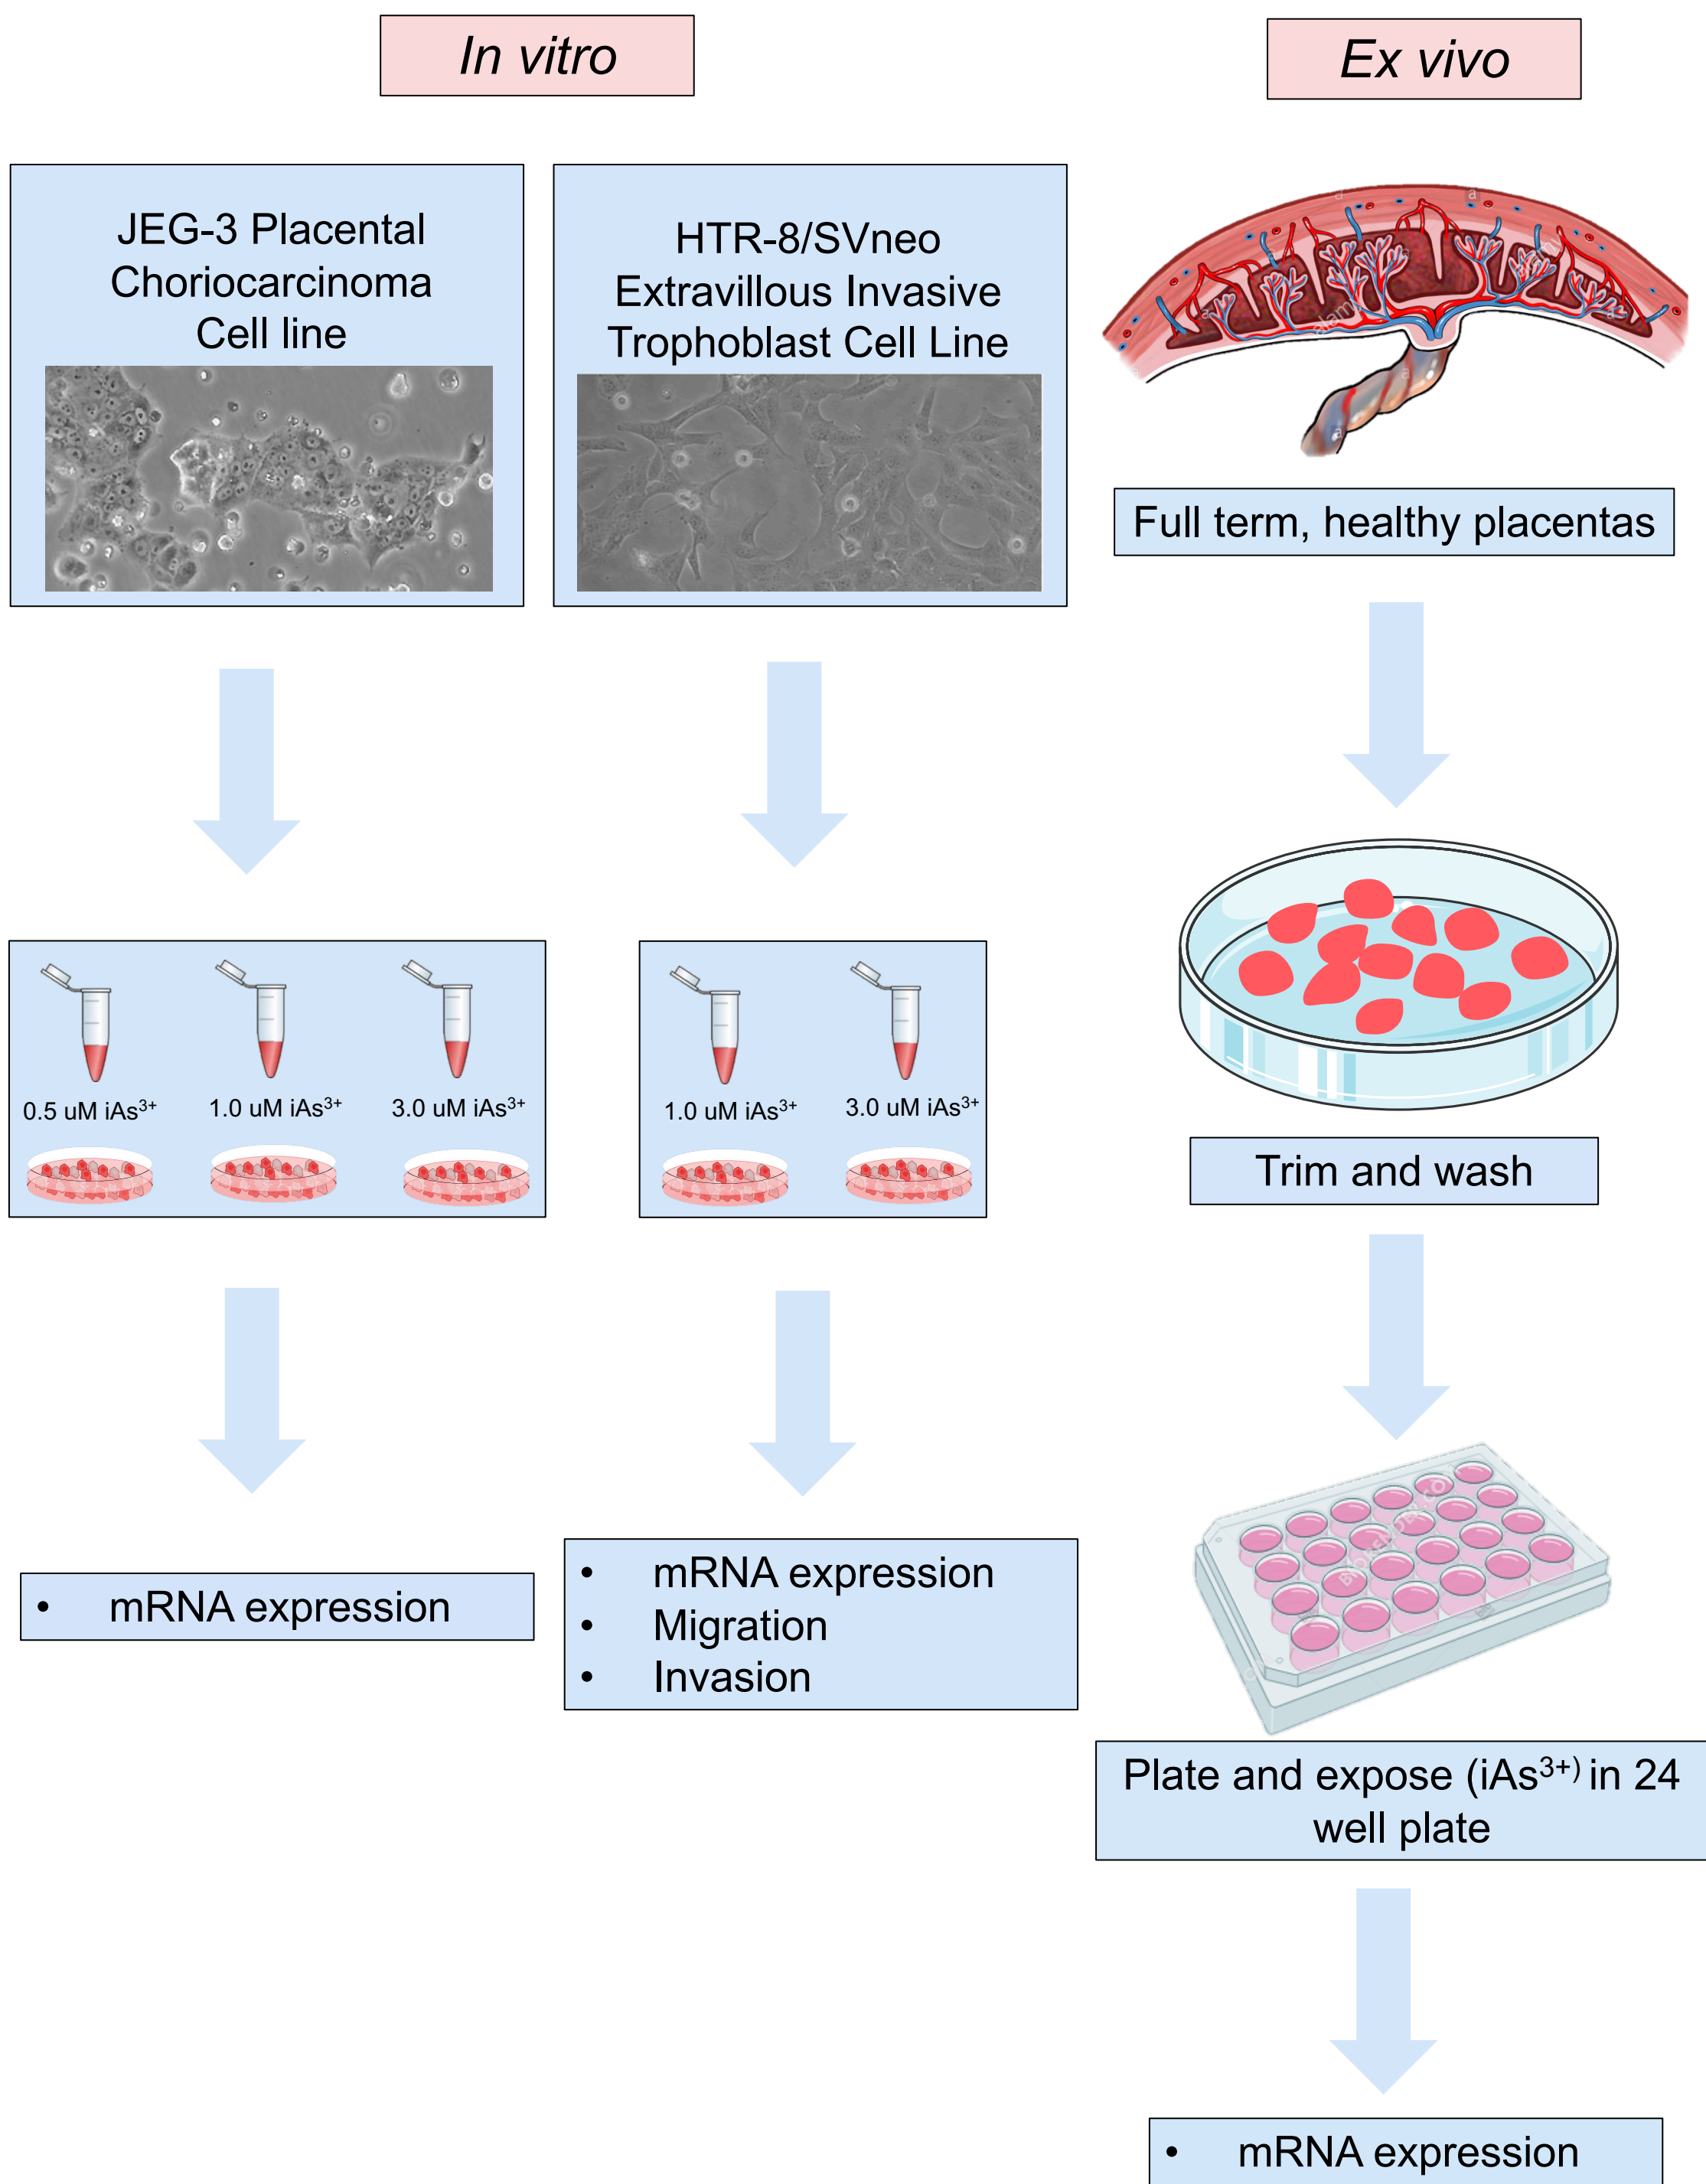 In vitro
Ex vivo
JEG-3 Placental
Choriocarcinoma
Cell line
HTR-8/SVneo
Extravillous Invasive
Trophoblast Cell Line
Full term, healthy placentas
0.5 uM iAs³⁺
1.0 uM iAs³⁺
3.0 uM iAs³⁺
1.0 uM iAs³⁺
3.0 uM iAs³⁺
Trim and wash
• mRNA expression
• mRNA expression
• Migration
• Invasion
Plate and expose (iAs³⁺⁾ in 24
well plate
• mRNA expression